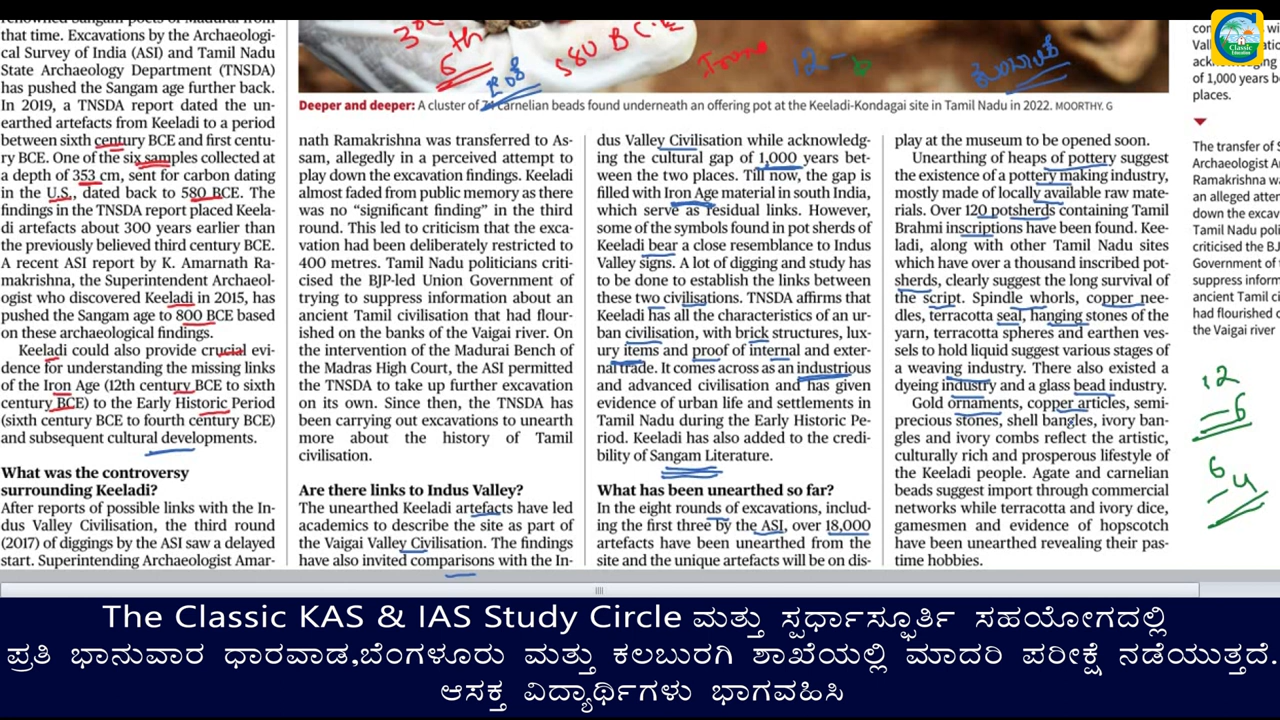 renowned Sangam poets of Madurai from
that time. Excavations by the Archaeologi-
cal Survey of India (ASI) and Tamil Nadu
State Archaeology Department (TNSDA)
has pushed the Sangam age further back.
In 2019, a TNSDA report dated the un-
earthed artefacts from Keeladi to a period
between sixth century BCE and first centu-
ry BCE. One of the six samples collected at
a depth of 353 cm, sent for carbon dating
in the U.S., dated back to 580 BCE. The
findings in the TNSDA report placed Keela-
di artefacts about 300 years earlier than
the previously believed third century BCE.
A recent ASI report by K. Amarnath Ra-
makrishna, the Superintendent Archaeol-
ogist who discovered Keeladi in 2015, has
pushed the Sangam age to 800 BCE based
on these archaeological findings.
Keeladi could also provide crucial evi-
dence for understanding the missing links
of the Iron Age (12th century BCE to sixth
century BCE) to the Early Historic Period
(sixth century BCE to fourth century BCE)
and subsequent cultural developments.
What was the controversy
surrounding Keeladi?
After reports of possible links with the In-
dus Valley Civilisation, the third round
(2017) of diggings by the ASI saw a delayed
start. Superintending Archaeologist Amar-
6th
580 BCE
12 - 6
Deeper and deeper: A cluster of 74 carnelian beads found underneath an offering pot at the Keeladi-Kondagai site in Tamil Nadu in 2022. MOORTHY. G
nath Ramakrishna was transferred to As-
sam, allegedly in a perceived attempt to
play down the excavation findings. Keeladi
almost faded from public memory as there
was no “significant finding” in the third
round. This led to criticism that the exca-
vation had been deliberately restricted to
400 metres. Tamil Nadu politicians criti-
cised the BJP-led Union Government of
trying to suppress information about an
ancient Tamil civilisation that had flour-
ished on the banks of the Vaigai river. On
the intervention of the Madurai Bench of
the Madras High Court, the ASI permitted
the TNSDA to take up further excavation
on its own. Since then, the TNSDA has
been carrying out excavations to unearth
more about the history of Tamil
civilisation.
Are there links to Indus Valley?
The unearthed Keeladi artefacts have led
academics to describe the site as part of
the Vaigai Valley Civilisation. The findings
have also invited comparisons with the In-
dus Valley Civilisation while acknowledg-
ing the cultural gap of 1,000 years bet-
ween the two places. Till now, the gap is
filled with Iron Age material in south India,
which serve as residual links. However,
some of the symbols found in pot sherds of
Keeladi bear a close resemblance to Indus
Valley signs. A lot of digging and study has
to be done to establish the links between
these two civilisations. TNSDA affirms that
Keeladi has all the characteristics of an ur-
ban civilisation, with brick structures, lux-
ury items and proof of internal and exter-
nal trade. It comes across as an industrious
and advanced civilisation and has given
evidence of urban life and settlements in
Tamil Nadu during the Early Historic Pe-
riod. Keeladi has also added to the credi-
bility of Sangam Literature.
What has been unearthed so far?
In the eight rounds of excavations, includ-
ing the first three by the ASI, over 18,000
artefacts have been unearthed from the
site and the unique artefacts will be on dis-
play at the museum to be opened soon.
Unearthing of heaps of pottery suggest
the existence of a pottery making industry,
mostly made of locally available raw mate-
rials. Over 120 potsherds containing Tamil
Brahmi inscriptions have been found. Kee-
ladi, along with other Tamil Nadu sites
which have over a thousand inscribed pot-
sherds, clearly suggest the long survival of
the script. Spindle whorls, copper nee-
dles, terracotta seal, hanging stones of the
yarn, terracotta spheres and earthen ves-
sels to hold liquid suggest various stages of
a weaving industry. There also existed a
dyeing industry and a glass bead industry.
Gold ornaments, copper articles, semi-
precious stones, shell bangles, ivory ban-
gles and ivory combs reflect the artistic,
culturally rich and prosperous lifestyle of
the Keeladi people. Agate and carnelian
beads suggest import through commercial
networks while terracotta and ivory dice,
gamesmen and evidence of hopscotch
have been unearthed revealing their pas-
time hobbies.
of 1,000 years be
places.
The transfer of S
Archaeologist A
Ramakrishna wa
an alleged atter
down the excav
Tamil Nadu poli
criticised the BJ
Government of
suppress inform
ancient Tamil ci
had flourished o
the Vaigai river
12
-6
6
-4
Classic
Education
The Classic KAS & IAS Study Circle ಮತ್ತು ಸ್ಪರ್ಧಾಸ್ಫೂರ್ತಿ ಸಹಯೋಗದಲ್ಲಿ
ಪ್ರತಿ ಭಾನುವಾರ ಧಾರವಾಡ,ಬೆಂಗಳೂರು ಮತ್ತು ಕಲಬುರಗಿ ಶಾಖೆಯಲ್ಲಿ ಮಾದರಿ ಪರೀಕ್ಷೆ ನಡೆಯುತ್ತದೆ.
ಆಸಕ್ತ ವಿದ್ಯಾರ್ಥಿಗಳು ಭಾಗವಹಿಸಿ